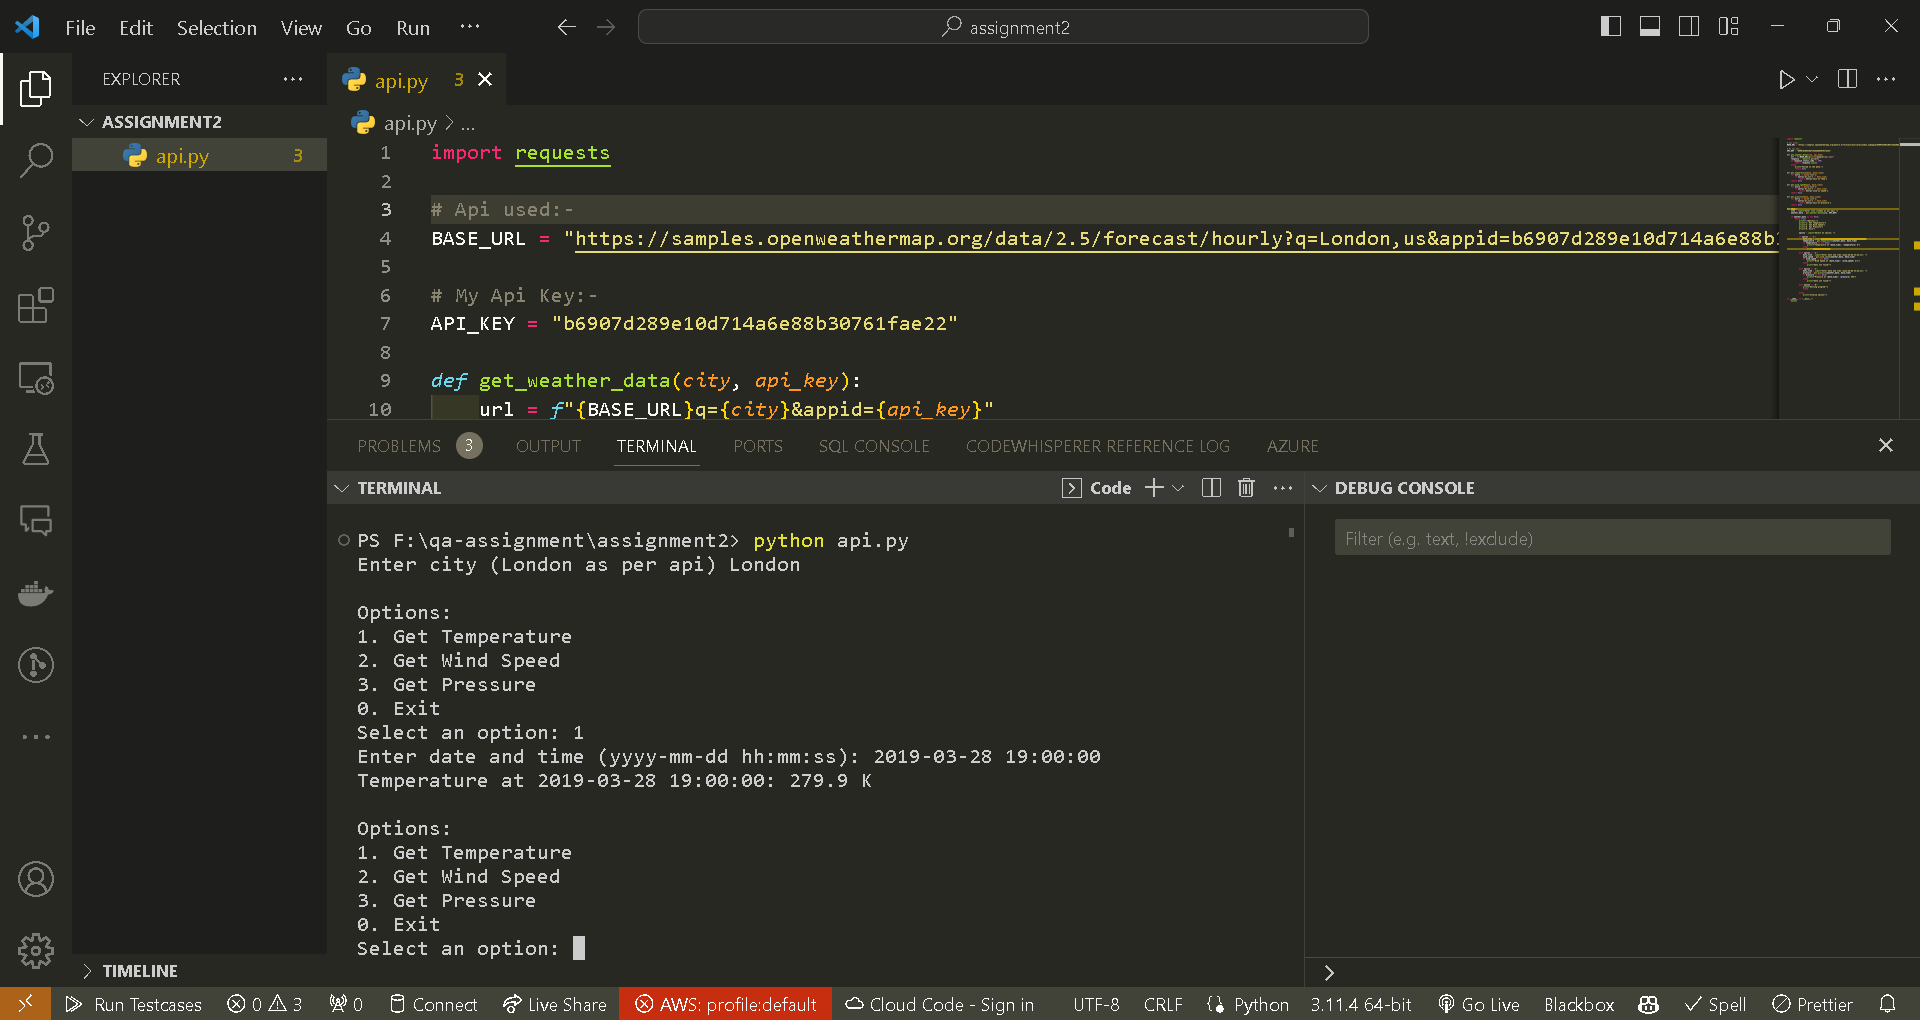 File Edit Selection View Go Run ...
assignment2
EXPLORER
ASSIGNMENT2
api.py 3
TIMELINE
api.py 3
api.py > ...
1 import requests
2
3 # Api used:-
4 BASE_URL = "https://samples.openweathermap.org/data/2.5/forecast/hourly?q=London,us&appid=b6907d289e10d714a6e88b
5
6 # My Api Key:-
7 API_KEY = "b6907d289e10d714a6e88b30761fae22"
8
9 def get_weather_data(city, api_key):
10 url = f"{BASE_URL}q={city}&appid={api_key}"
PROBLEMS 3 OUTPUT TERMINAL PORTS SQL CONSOLE CODEWHISPERER REFERENCE LOG AZURE
TERMINAL
Code
PS F:\qa-assignment\assignment2> python api.py
Enter city (London as per api) London
Options:
1. Get Temperature
2. Get Wind Speed
3. Get Pressure
0. Exit
Select an option: 1
Enter date and time (yyyy-mm-dd hh:mm:ss): 2019-03-28 19:00:00
Temperature at 2019-03-28 19:00:00: 279.9 K
Options:
1. Get Temperature
2. Get Wind Speed
3. Get Pressure
0. Exit
Select an option:
DEBUG CONSOLE
Filter (e.g. text, !exclude)
Run Testcases 0 3 0 Connect Live Share AWS: profile:default Cloud Code - Sign in UTF-8 CRLF Python 3.11.4 64-bit Go Live Blackbox Spell Prettier